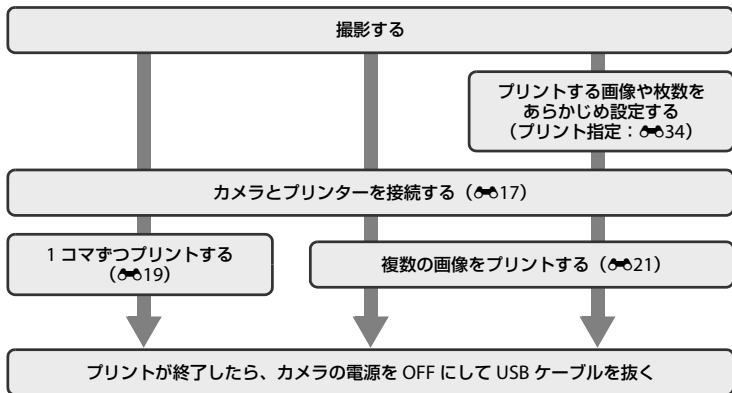 撮影する
プリントする画像や枚数を
あらかじめ設定する
（プリント指定：34）
カメラとプリンターを接続する（17）
1 コマずつプリントする
（19）
複数の画像をプリントする（21）
プリントが終了したら、カメラの電源を OFF にして USB ケーブルを抜く